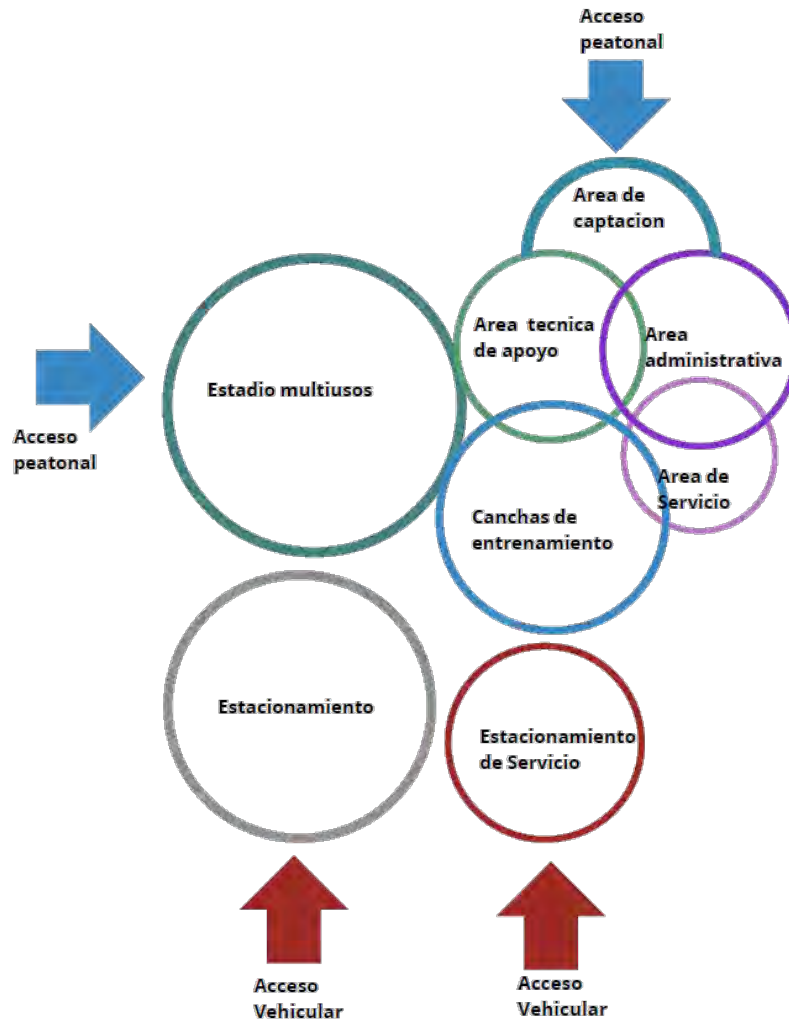 Acceso
peatonal
Area de
captacion
Area tecnica
de apoyo
Area
administrativa
Estadio multiusos
Acceso
peatonal
Area de
Servicio
Canchas de
entrenamiento
Estacionamiento
Estacionamiento
de Servicio
Acceso
Vehicular
Acceso
Vehicular